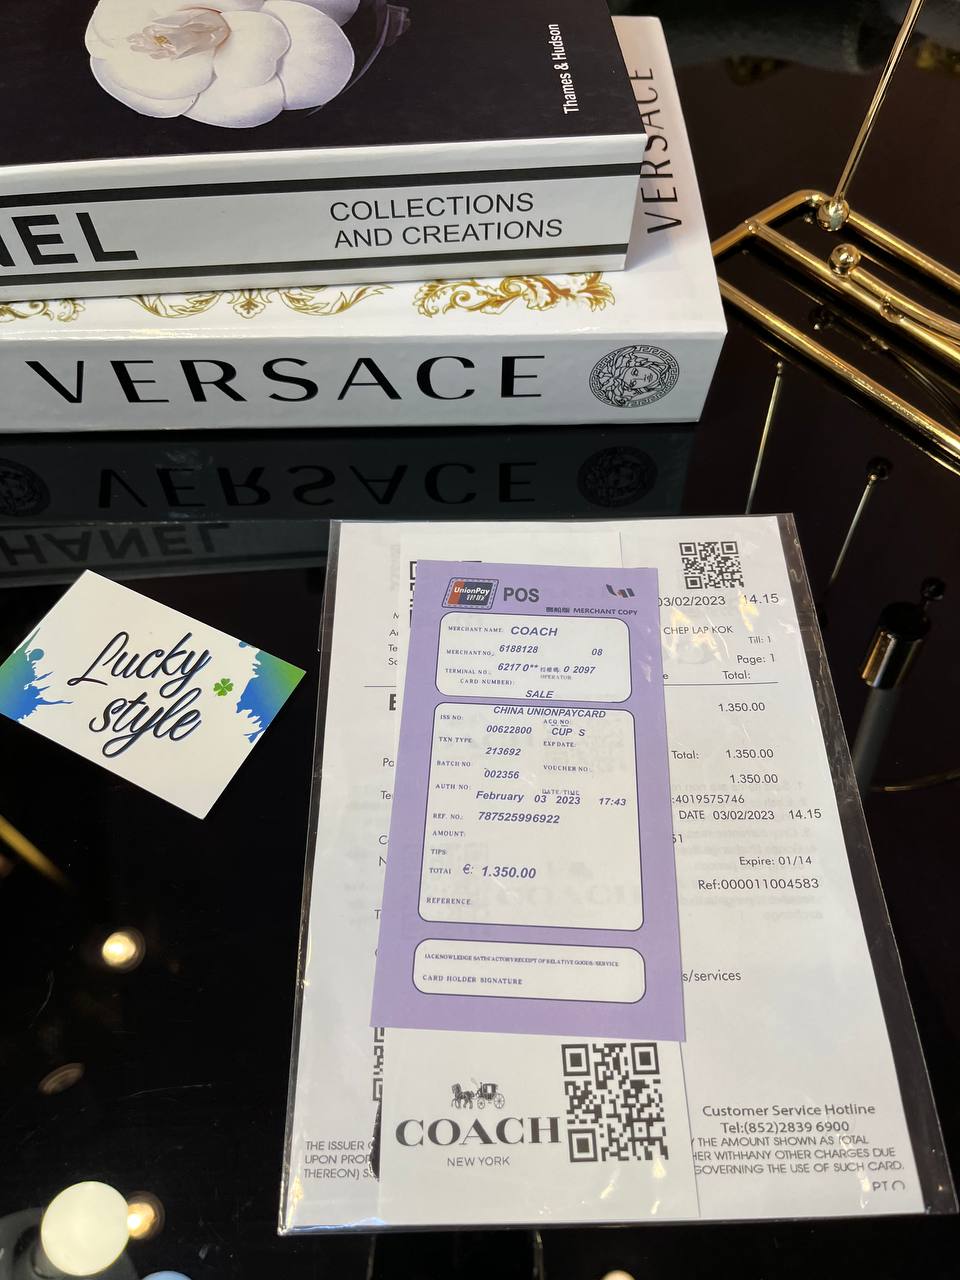 Thames & Hudson
NEL
COLLECTIONS
AND CREATIONS
VERSACE
VERSACE
Lucky
style
03/02/2023 14.15
CHEP LAP KOK
Till: 1
Page: 1
Total:
1.350.00
Total: 1.350.00
1.350.00
:4019575746
DATE 03/02/2023 14.15
51
Expire: 01/14
Ref:000011004583
s/services
UnionPay
银联
POS
MERCHANT COPY
MERCHANT NAME: COACH
MERCHANT NO.: 6188128 08
TERMINAL NO.: 6217 0** 0 2097
OPERATOR
CARD NUMBER):
SALE
CHINA UNIONPAYCARD
ISS NO: ACQ NO:
00622800 CUP S
TXN TYPE EXP DATE:
213692
BATCH NO VOUCHER NO:
002356
AUTH NO: DATE/TIME
February 03 2023 17:43
REF. NO.: 787525996922
AMOUNT:
TIPS:
TOTAL €: 1.350.00
REFERENCE:
IACKNOWLEDGE SATISFACTORYRECEIPT OF RELATIVE GOODS/SERVICE
CARD HOLDER SIGNATURE
COACH
NEW YORK
Customer Service Hotline
Tel:(852)2839 6900
THE ISSUER
THE AMOUNT SHOWN AS TOTAL
UPON PROP
HER WITHHANY OTHER CHARGES DUE
THEREON) S
GOVERNING THE USE OF SUCH CARD.